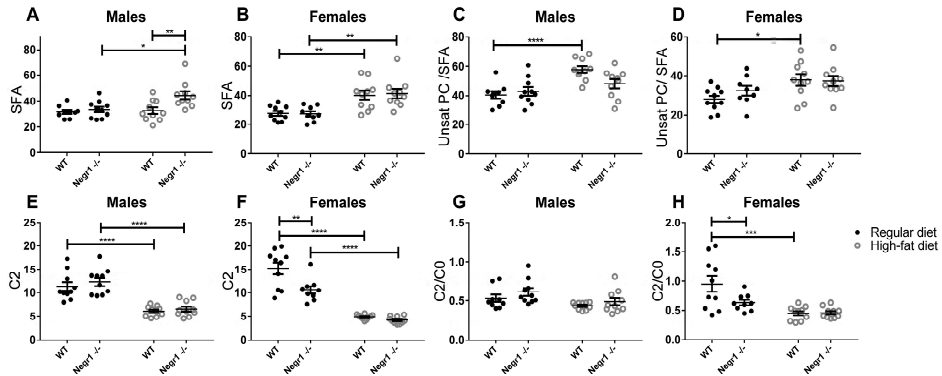 A Males
SFA
80
60
40
20
0
*
**
WT
Negr1 -/-
WT
Negr1 -/-
B Females
SFA
80
60
40
20
0
**
**
WT
Negr1 -/-
WT
Negr1 -/-
C Males
Unsat PC /SFA
80
60
40
20
0
****
WT
Negr1 -/-
WT
Negr1 -/-
D Females
Unsat PC/ SFA
60
40
20
0
*
WT
Negr1 -/-
WT
Negr1 -/-
E Males
C2
25
20
15
10
5
0
****
****
WT
Negr1 -/-
WT
Negr1 -/-
F Females
C2
25
20
15
10
5
0
**
****
****
WT
Negr1 -/-
WT
Negr1 -/-
G Males
C2/C0
1.5
1.0
0.5
0.0
WT
Negr1 -/-
WT
Negr1 -/-
H Females
C2/C0
2.0
1.5
1.0
0.5
0.0
*
***
WT
Negr1 -/-
WT
Negr1 -/-
Regular diet
High-fat diet